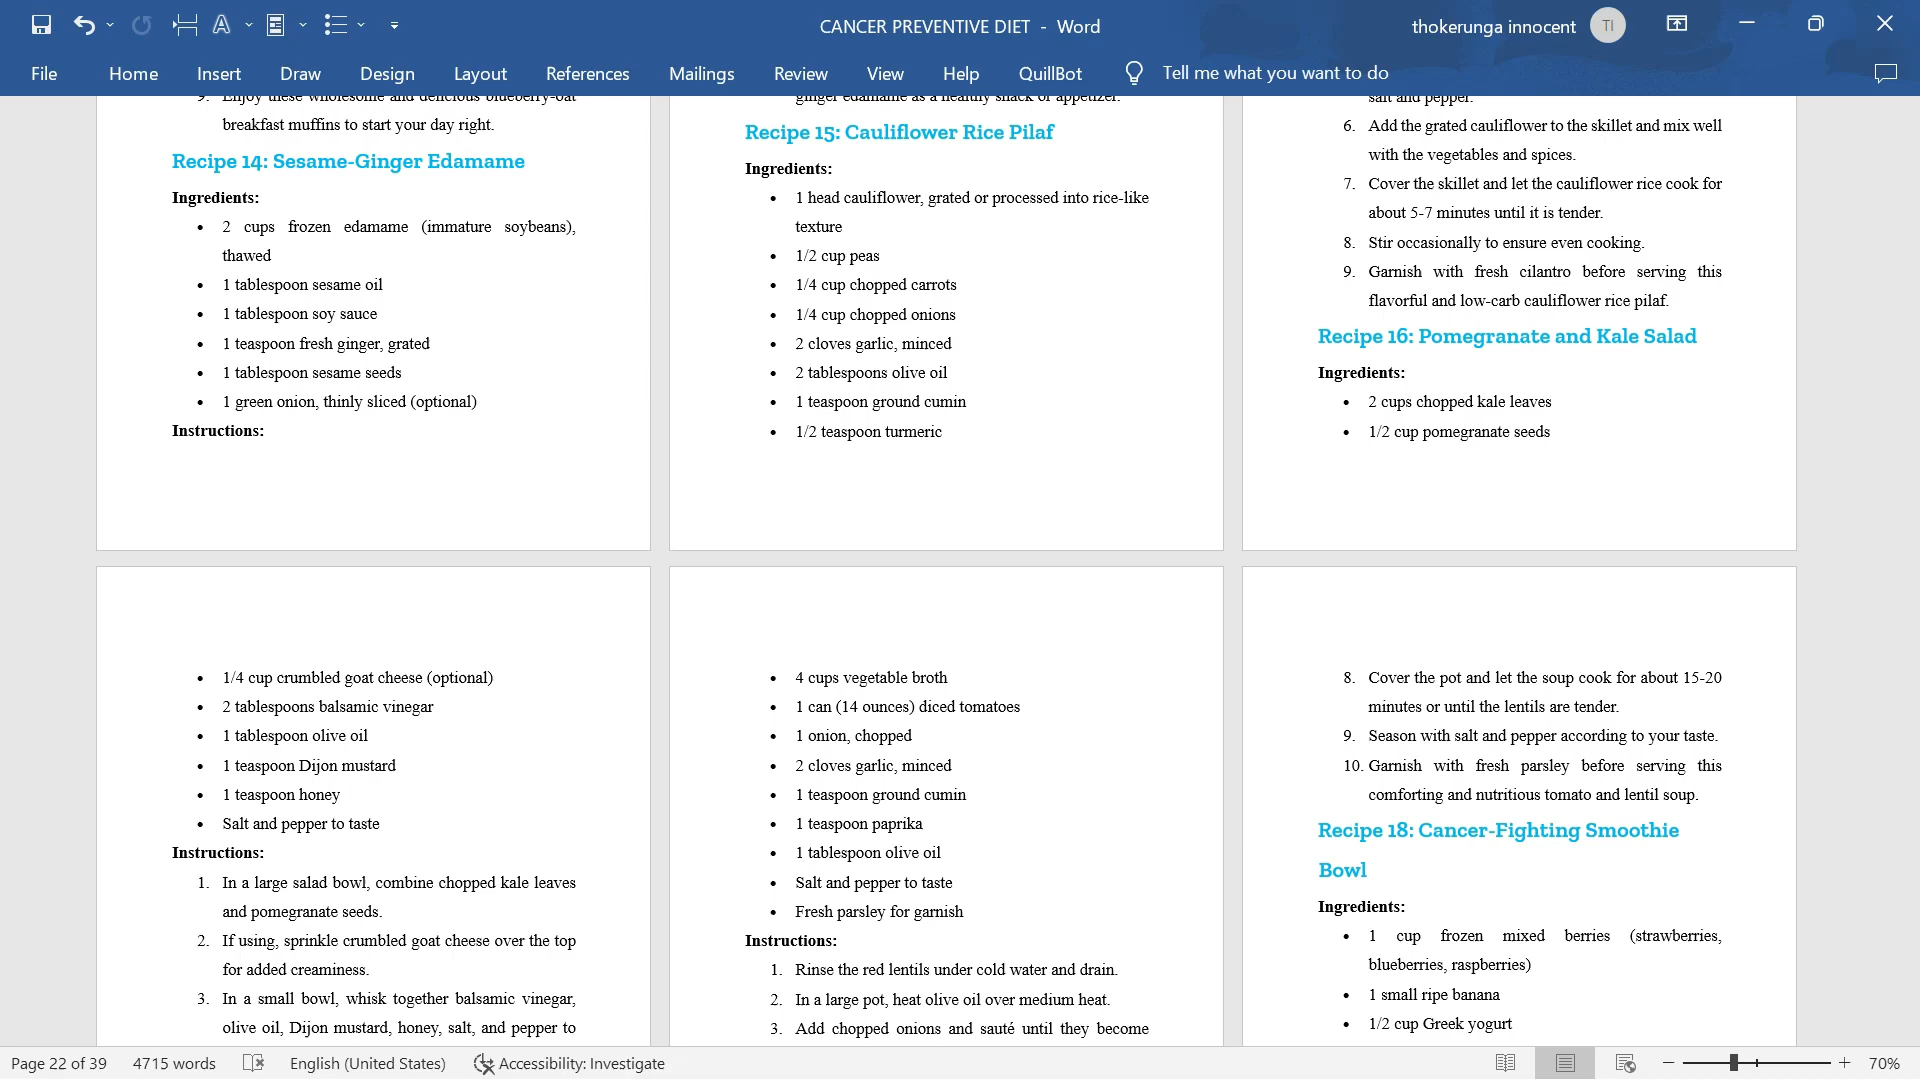 CANCER PREVENTIVE DIET - Word
thokerunga innocent
TI
File
Home
Insert
Draw
Design
Layout
References
Mailings
Review
View
Help
QuillBot
Tell me what you want to do
9. Enjoy these wholesome and delicious blueberry-oat
breakfast muffins to start your day right.
Recipe 14: Sesame-Ginger Edamame
Ingredients:
• 2 cups frozen edamame (immature soybeans),
thawed
• 1 tablespoon sesame oil
• 1 tablespoon soy sauce
• 1 teaspoon fresh ginger, grated
• 1 tablespoon sesame seeds
• 1 green onion, thinly sliced (optional)
Instructions:
ginger edamame as a healthy snack or appetizer.
Recipe 15: Cauliflower Rice Pilaf
Ingredients:
• 1 head cauliflower, grated or processed into rice-like
texture
• 1/2 cup peas
• 1/4 cup chopped carrots
• 1/4 cup chopped onions
• 2 cloves garlic, minced
• 2 tablespoons olive oil
• 1 teaspoon ground cumin
• 1/2 teaspoon turmeric
salt and pepper.
6. Add the grated cauliflower to the skillet and mix well
with the vegetables and spices.
7. Cover the skillet and let the cauliflower rice cook for
about 5-7 minutes until it is tender.
8. Stir occasionally to ensure even cooking.
9. Garnish with fresh cilantro before serving this
flavorful and low-carb cauliflower rice pilaf.
Recipe 16: Pomegranate and Kale Salad
Ingredients:
• 2 cups chopped kale leaves
• 1/2 cup pomegranate seeds
• 1/4 cup crumbled goat cheese (optional)
• 2 tablespoons balsamic vinegar
• 1 tablespoon olive oil
• 1 teaspoon Dijon mustard
• 1 teaspoon honey
• Salt and pepper to taste
Instructions:
1. In a large salad bowl, combine chopped kale leaves
and pomegranate seeds.
2. If using, sprinkle crumbled goat cheese over the top
for added creaminess.
3. In a small bowl, whisk together balsamic vinegar,
olive oil, Dijon mustard, honey, salt, and pepper to
• 4 cups vegetable broth
• 1 can (14 ounces) diced tomatoes
• 1 onion, chopped
• 2 cloves garlic, minced
• 1 teaspoon ground cumin
• 1 teaspoon paprika
• 1 tablespoon olive oil
• Salt and pepper to taste
• Fresh parsley for garnish
Instructions:
1. Rinse the red lentils under cold water and drain.
2. In a large pot, heat olive oil over medium heat.
3. Add chopped onions and sauté until they become
8. Cover the pot and let the soup cook for about 15-20
minutes or until the lentils are tender.
9. Season with salt and pepper according to your taste.
10. Garnish with fresh parsley before serving this
comforting and nutritious tomato and lentil soup.
Recipe 18: Cancer-Fighting Smoothie
Bowl
Ingredients:
• 1 cup frozen mixed berries (strawberries,
blueberries, raspberries)
• 1 small ripe banana
• 1/2 cup Greek yogurt
Page 22 of 39
4715 words
English (United States)
Accessibility: Investigate
70%